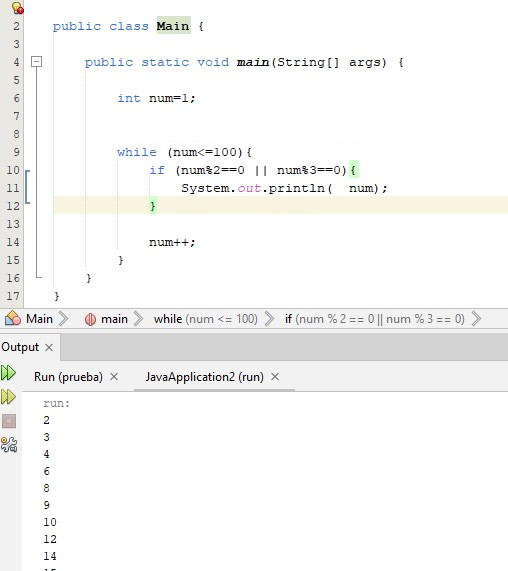 2 public class Main {
3
4 public static void main(String[] args) {
5
6 int num=1;
7
8
9 while (num<=100){
10 if (num%2==0 || num%3==0){
11 System.out.println(  num);
12 }
13
14 num++;
15 }
16 }
17 }
Main main while (num <= 100) if (num % 2 == 0 || num % 3 == 0)
Output ×
Run (prueba) × JavaApplication2 (run) ×
run:
2
3
4
6
8
9
10
12
14